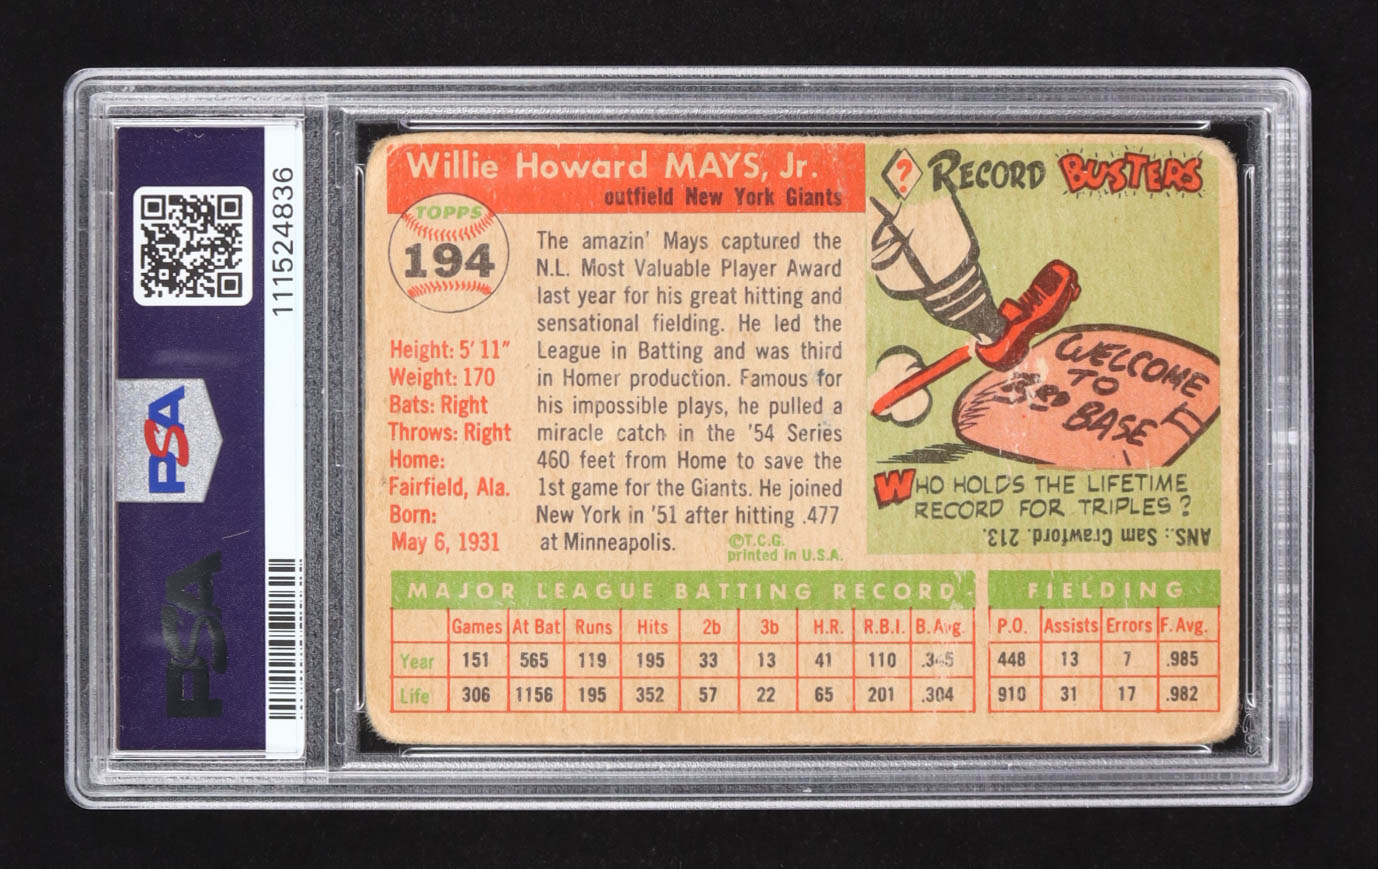 111524836
PSA
PSA
Willie Howard MAYS, Jr.
outfield New York Giants
TOPPS
194
Height: 5' 11"
Weight: 170
Bats: Right
Throws: Right
Home:
Fairfield, Ala.
Born:
May 6, 1931
The amazin' Mays captured the
N.L. Most Valuable Player Award
last year for his great hitting and
sensational fielding. He led the
League in Batting and was third
in Homer production. Famous for
his impossible plays, he pulled a
miracle catch in the '54 Series
460 feet from Home to save the
1st game for the Giants. He joined
New York in '51 after hitting .477
at Minneapolis.
©T.C.G.
printed in U.S.A.
? RECORD BUSTERS
WELCOME
TO
3RD BASE
WHO HOLDS THE LIFETIME
RECORD FOR TRIPLES?
ANS.: Sam Crawford. 213.
MAJOR LEAGUE BATTING RECORD
Games At Bat Runs Hits 2b 3b H.R. R.B.I. B. Avg.
Year 151 565 119 195 33 13 41 110 .345
Life 306 1156 195 352 57 22 65 201 .304
FIELDING
P.O. Assists Errors F. Avg.
448 13 7 .985
910 31 17 .982